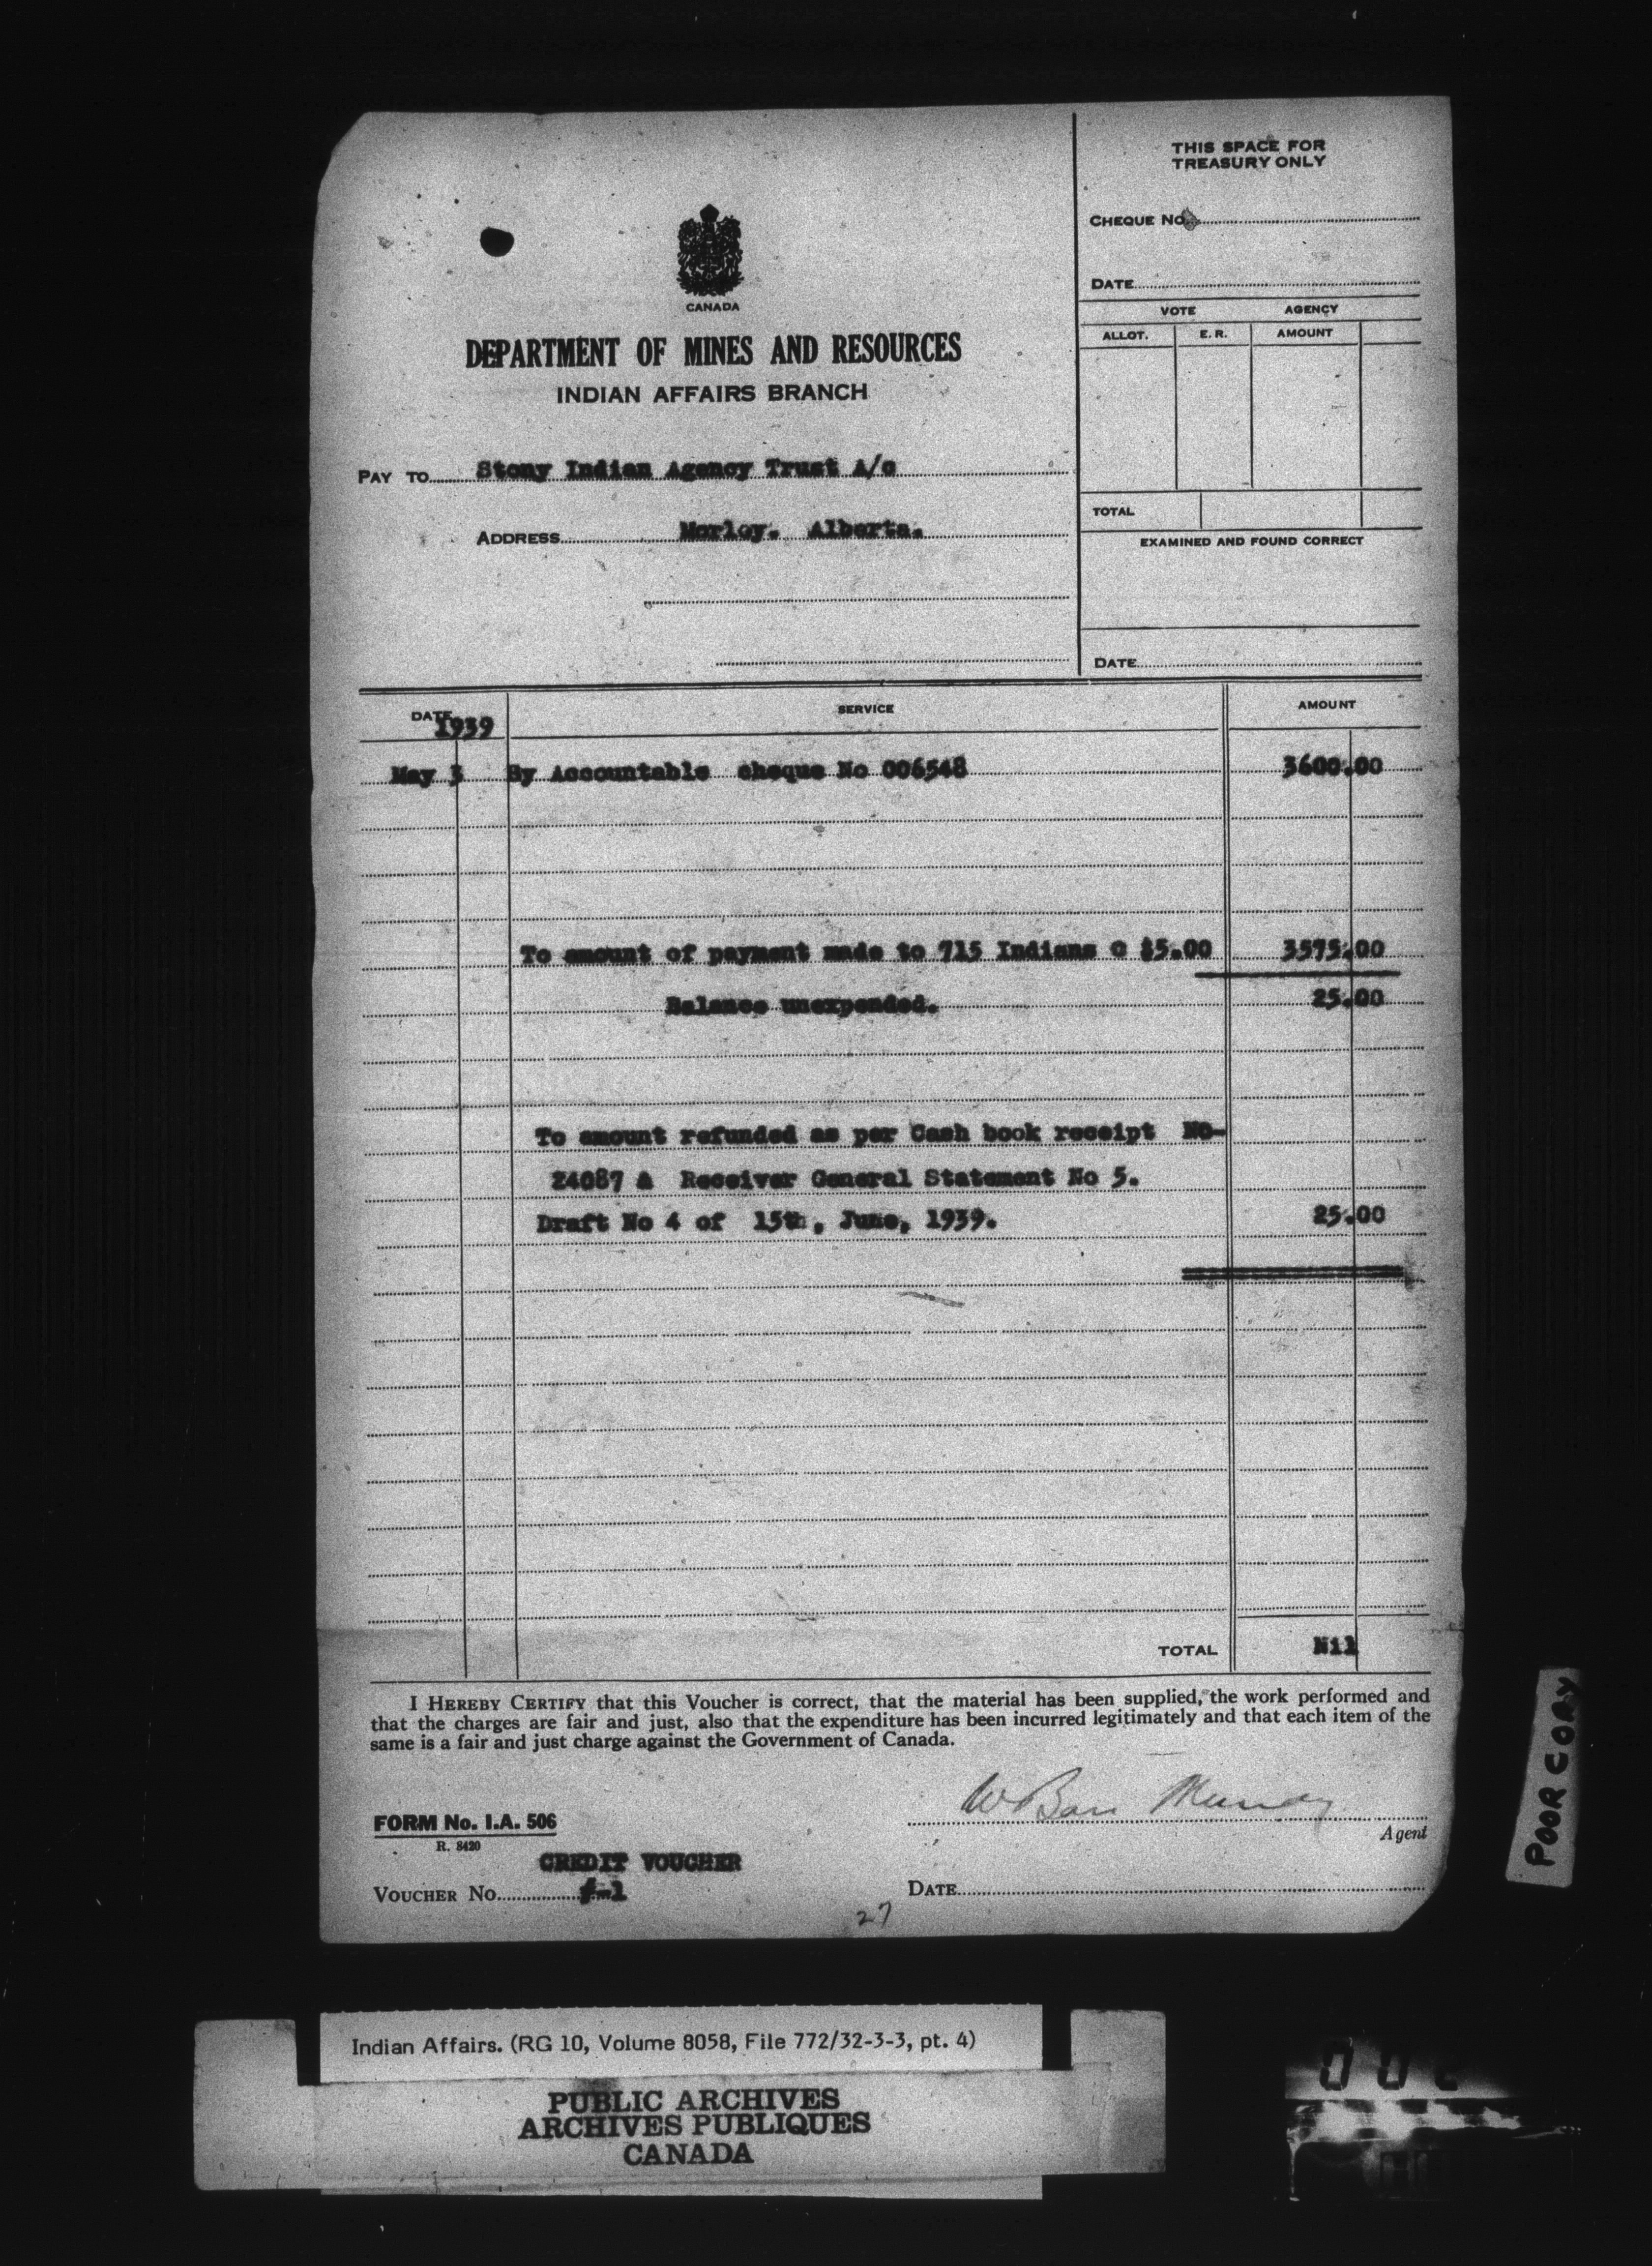 THIS SPACE FOR
TREASURY ONLY
CHEQUE NO.
DATE
VOTE AGENCY
ALLOT. E. R. AMOUNT
TOTAL
EXAMINED AND FOUND CORRECT
DATE
CANADA
DEPARTMENT OF MINES AND RESOURCES
INDIAN AFFAIRS BRANCH
PAY TO Stony Indian Agency Trust A/c
ADDRESS Morley. Alberta.
DATE 1939 SERVICE AMOUNT
May 3 By Accountable cheque No 006548 3600.00
To amount of payment made to 715 Indians @ $5.00 3575.00
Balance unexpended. 25.00
To amount refunded as per Cash book receipt NO-
Z4087 & Receiver General Statement No 5.
Draft No 4 of 15th, June, 1939. 25.00
TOTAL Nil
I HEREBY CERTIFY that this Voucher is correct, that the material has been supplied, the work performed and
that the charges are fair and just, also that the expenditure has been incurred legitimately and that each item of the
same is a fair and just charge against the Government of Canada.
W Murray
Agent
FORM No. I.A. 506
R. 8420
CREDIT VOUCHER
VOUCHER No. -1
DATE
27
POOR COPY
Indian Affairs. (RG 10, Volume 8058, File 772/32-3-3, pt. 4)
PUBLIC ARCHIVES
ARCHIVES PUBLIQUES
CANADA